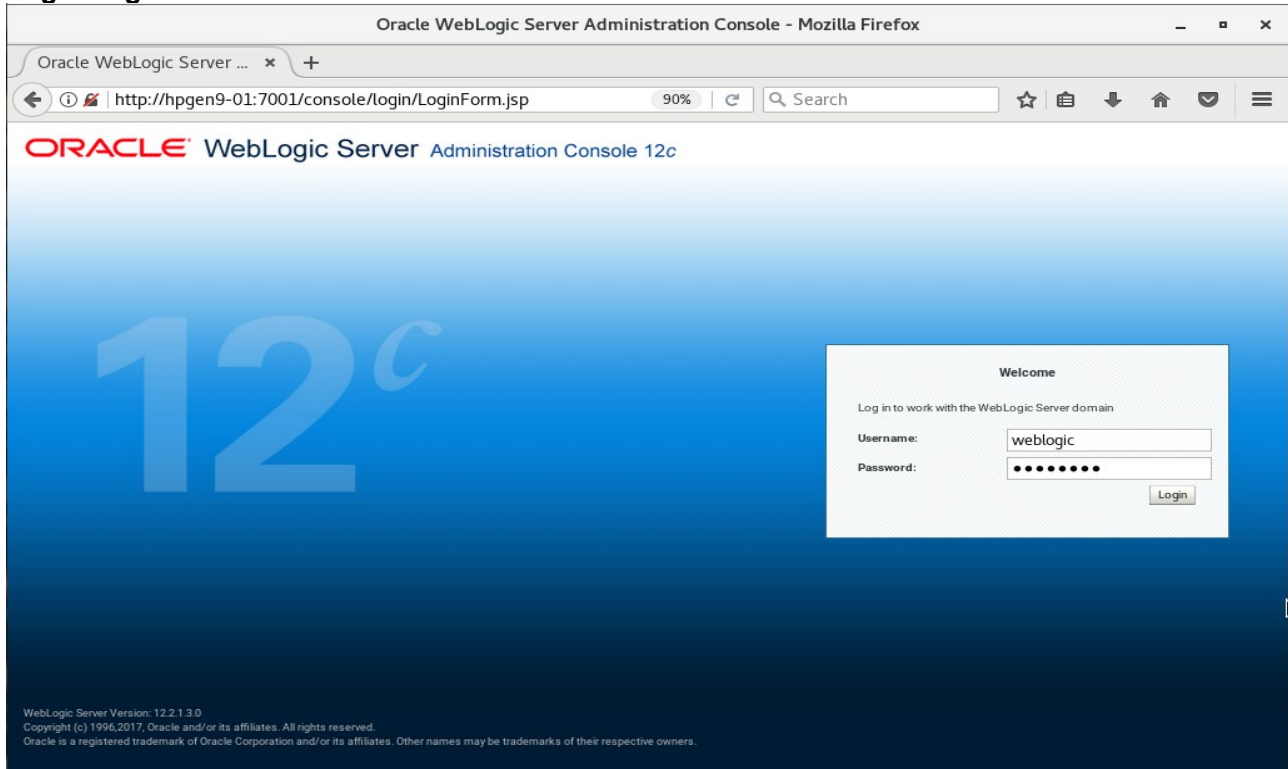 Oracle WebLogic Server Administration Console - Mozilla Firefox
Oracle WebLogic Server ...
http://hpgen9-01:7001/console/login/LoginForm.jsp 90% Search
ORACLE WebLogic Server Administration Console 12c
12c
Welcome
Log in to work with the WebLogic Server domain
Username: weblogic
Password: ●●●●●●●●
Login
WebLogic Server Version: 12.2.1.3.0
Copyright (c) 1996,2017, Oracle and/or its affiliates. All rights reserved.
Oracle is a registered trademark of Oracle Corporation and/or its affiliates. Other names may be trademarks of their respective owners.